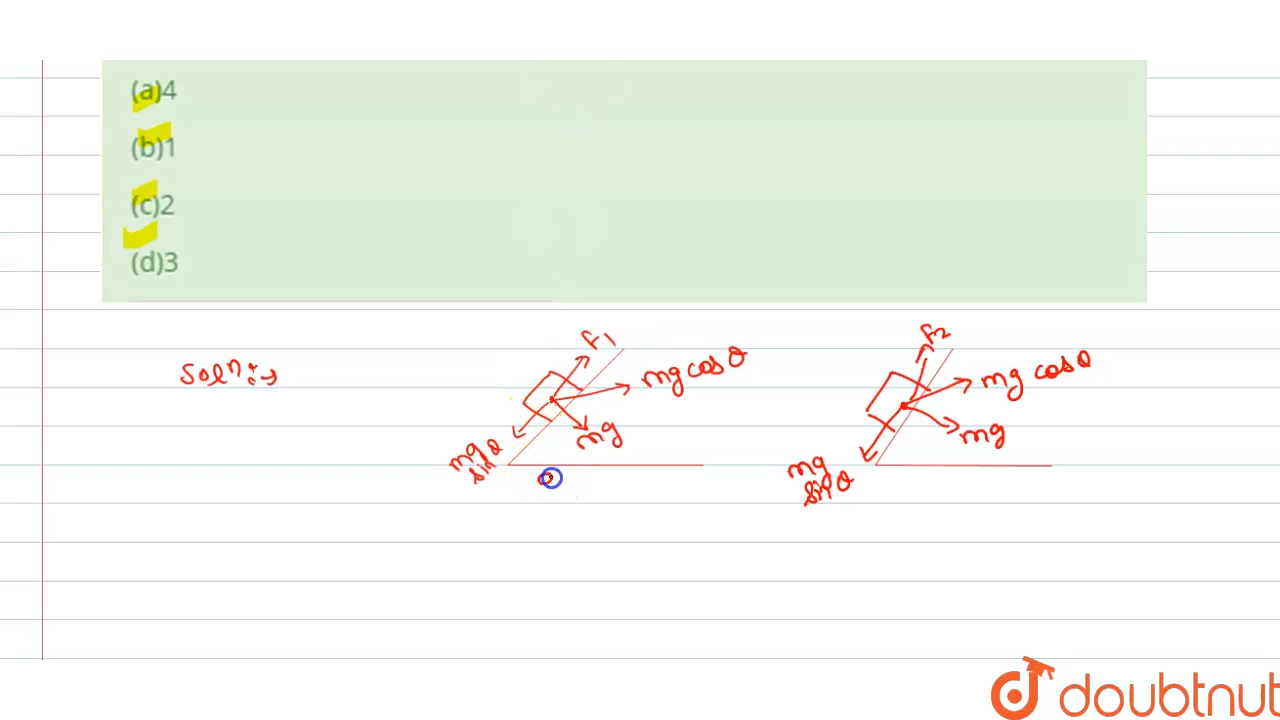 (a)4
(b)1
(c)2
(d)3
Solⁿ:→
F1
mg cos θ
mg
mg sin θ
F2
mg cos θ
mg
mg sin θ
doubtnut